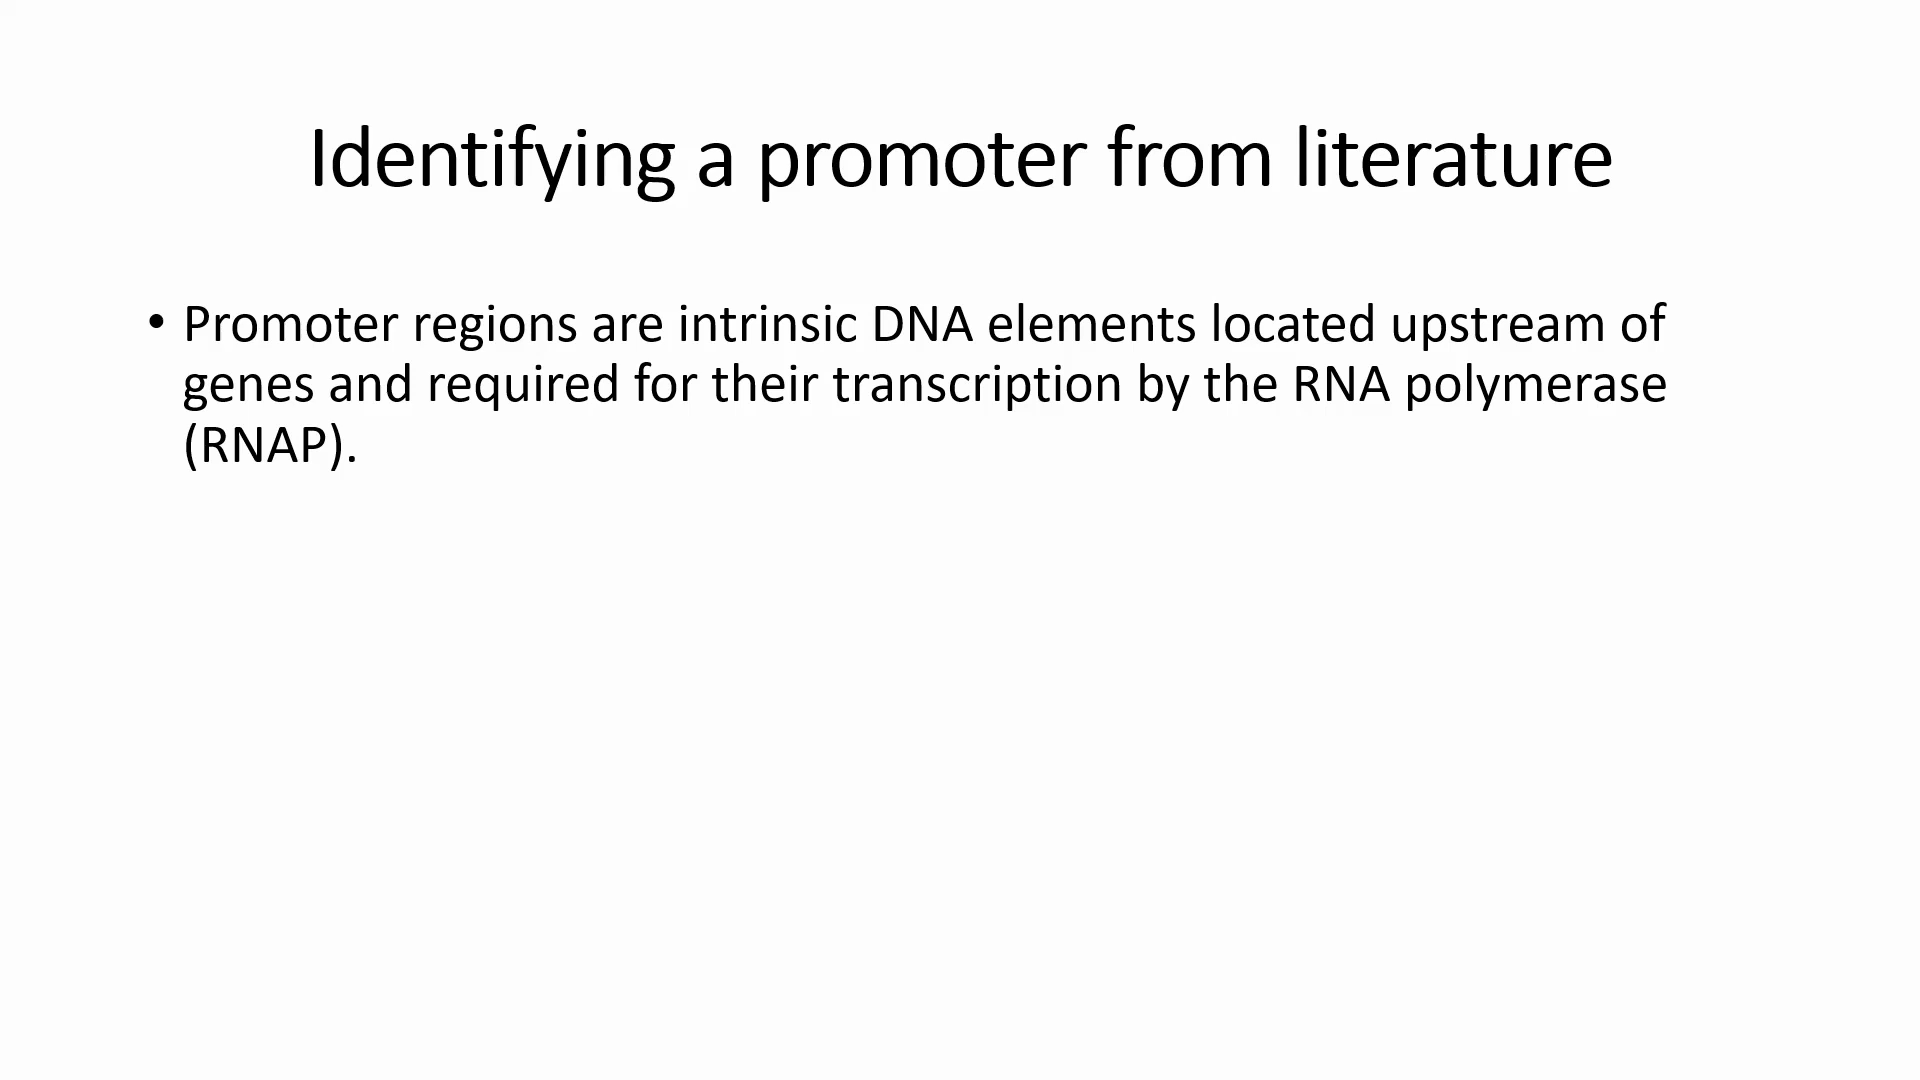 Identifying a promoter from literature
• Promoter regions are intrinsic DNA elements located upstream of
genes and required for their transcription by the RNA polymerase
(RNAP).